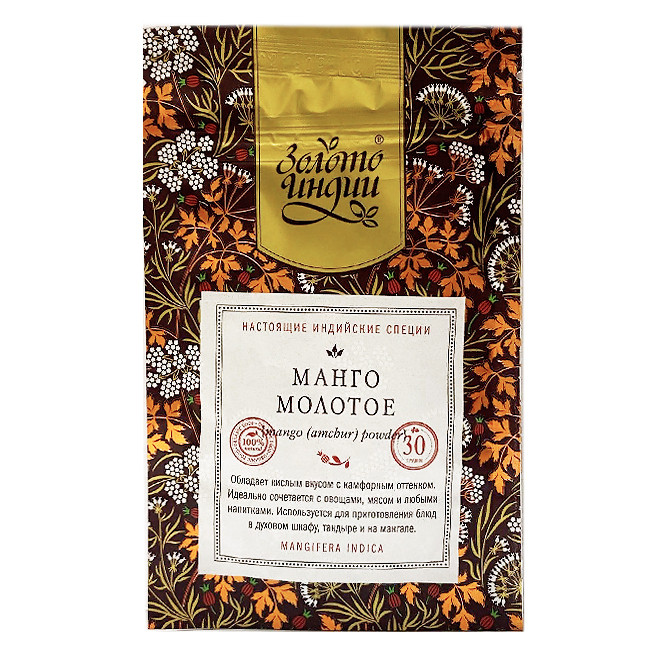 Золото
Индии
®
НАСТОЯЩИЕ ИНДИЙСКИЕ СПЕЦИИ
МАНГО
МОЛОТОЕ
mango (amchur) powder
100%
30
Обладает кислым вкусом с камфорным оттенком.
Идеально сочетается с овощами, мясом и любыми
напитками. Используется для приготовления блюд
в духовом шкафу, тандыре и на мангале.
MANGIFERA INDICA